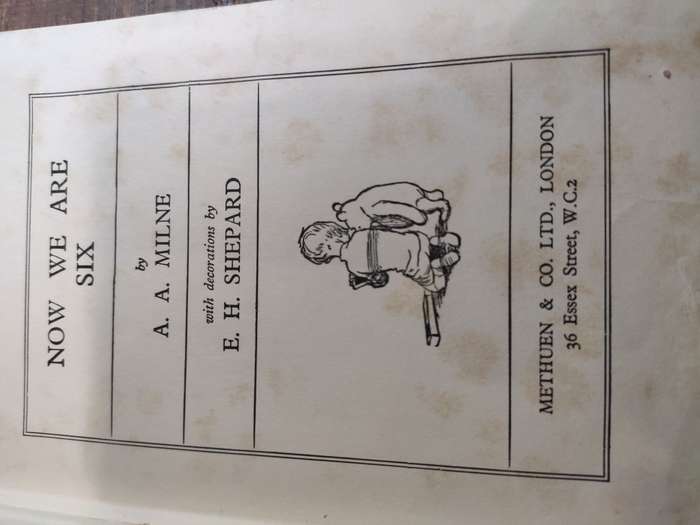 NOW WE ARE
SIX
by
A. A. MILNE
with decorations by
E. H. SHEPARD
METHUEN & CO. LTD., LONDON
36 Essex Street, W.C.2